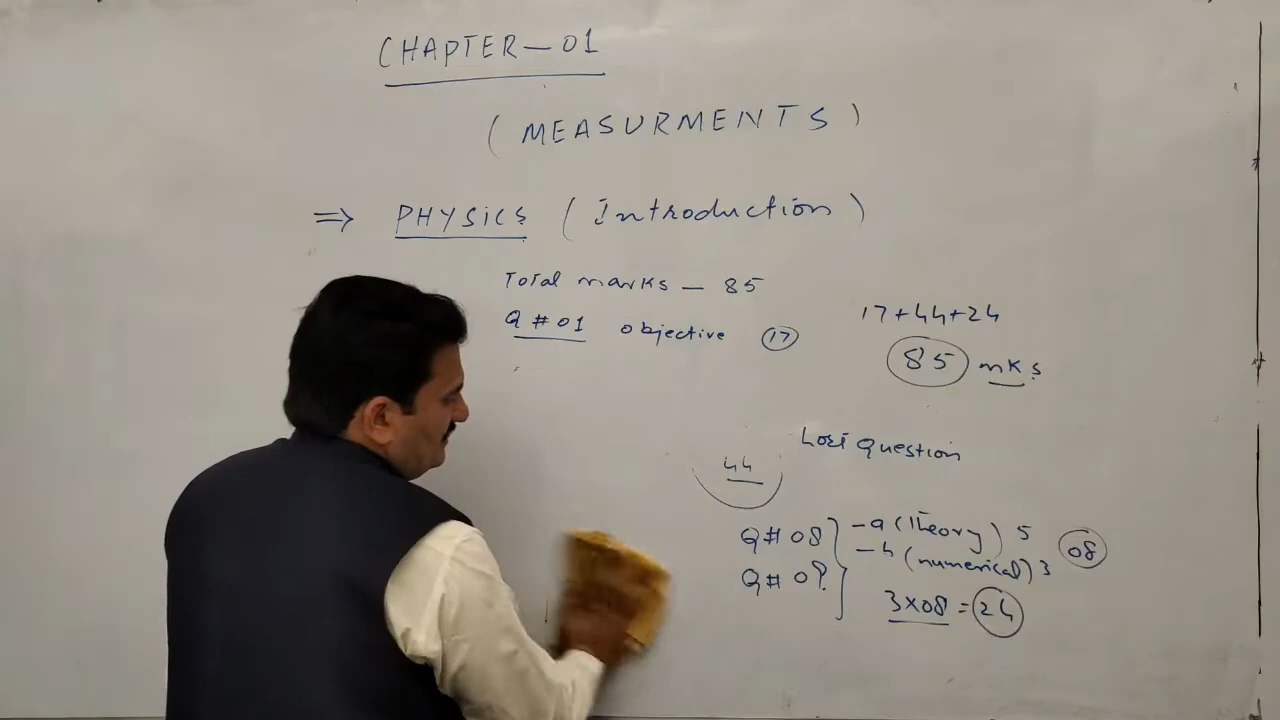 CHAPTER — 01
( MEASURMENTS )
⇒ PHYSICS ( Introduction )
Total marks — 85
Q # 01 objective 17
17+44+24
85 mKs
Question
44
Q# 08 - a (Theory) 5 08
- b (numerical) 3
Q# 09
3×08 = 24